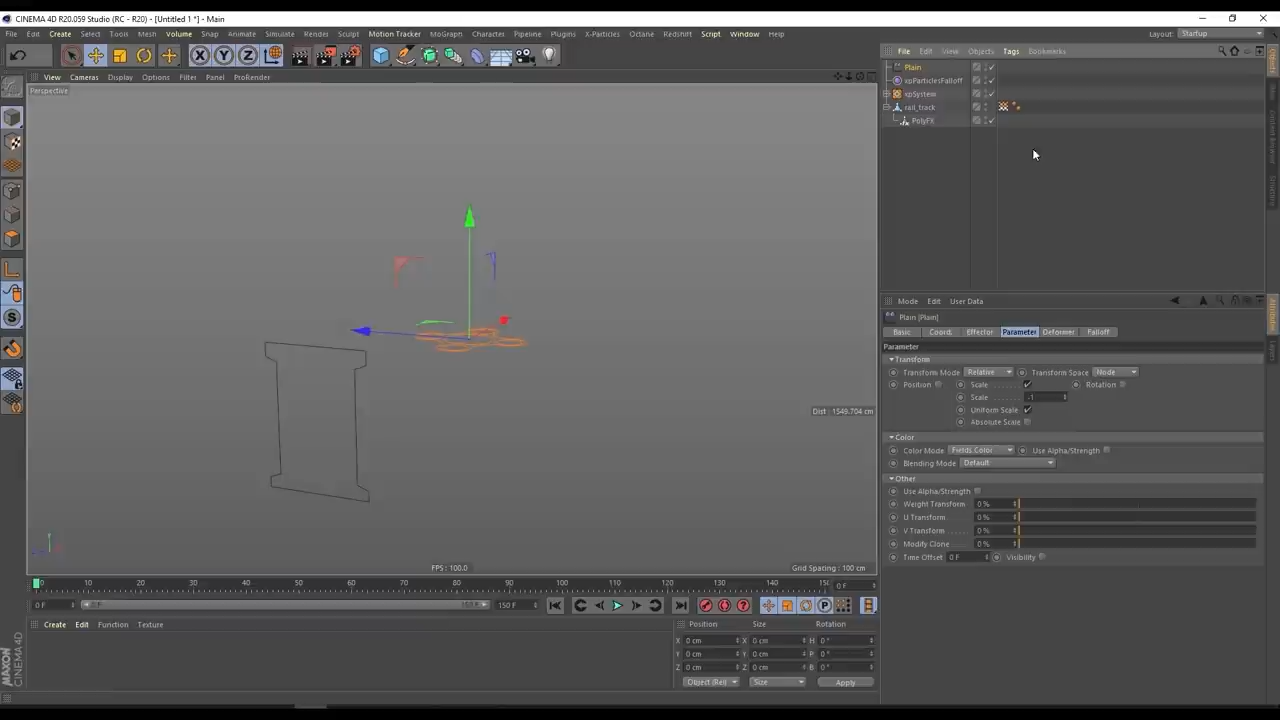 CINEMA 4D R20.059 Studio (RC - R20) - [Untitled 1 *] - Main
File Edit Create Select Tools Mesh Volume Snap Animate Simulate Render Sculpt Motion Tracker MoGraph Character Pipeline Plugins X-Particles Octane Redshift Script Window Help Layout: Startup
X Y Z
File Edit View Objects Tags Bookmarks
View Cameras Display Options Filter Panel ProRender
Perspective
Plain
xpParticlesFalloff
xpSystem
rail_track
PolyFX
Mode Edit User Data
Plain [Plain]
Basic Coord. Effector Parameter Deformer Falloff
Parameter
Transform
Transform Mode Relative Transform Space Node
Position Scale Rotation
Scale -1
Uniform Scale
Absolute Scale
Color
Color Mode Fields Color Use Alpha/Strength
Blending Mode Default
Other
Use Alpha/Strength
Weight Transform 0 %
U Transform 0 %
V Transform 0 %
Modify Clone 0 %
Time Offset 0 F Visibility
Dist : 1549.704 cm
FPS : 100.0 Grid Spacing : 100 cm
0 10 20 30 40 50 60 70 80 90 100 110 120 130 140 0 F
0 F 150 F P
Create Edit Function Texture
Position Size Rotation
X 0 cm X 0 cm H 0 °
Y 0 cm Y 0 cm P 0 °
Z 0 cm Z 0 cm B 0 °
Object (Rel) Size Apply
MAXON
CINEMA 4D